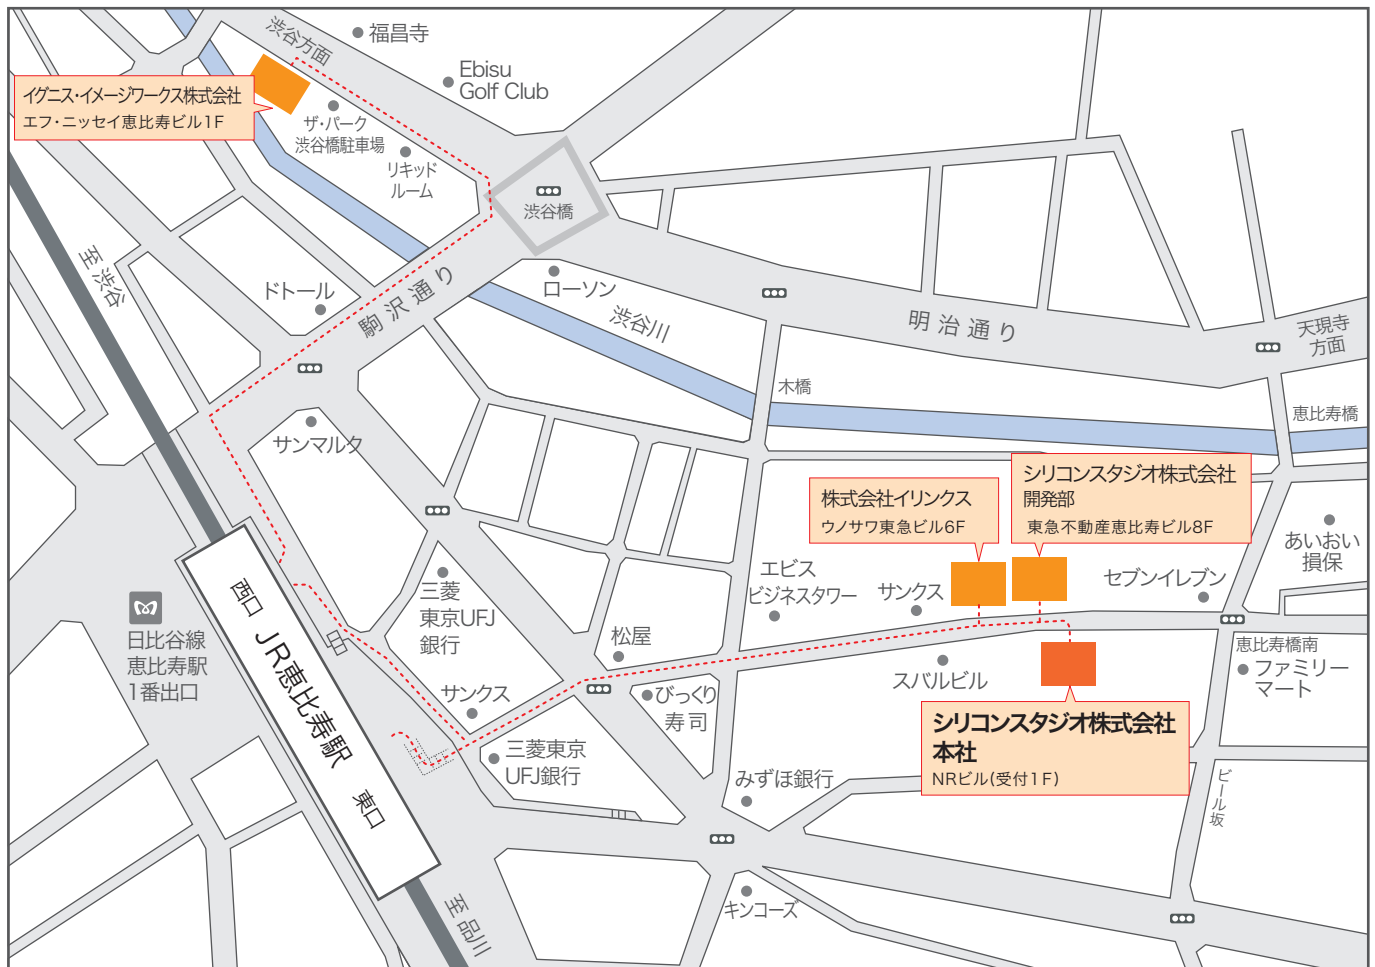 渋谷方面
福昌寺
Ebisu
Golf Club
イグニス・イメージワークス株式会社
エフ・ニッセイ恵比寿ビル1F
ザ・パーク
渋谷橋駐車場
リキッド
ルーム
渋谷橋
至渋谷
ドトール
駒沢通り
ローソン
渋谷川
明治通り
天現寺
方面
木橋
恵比寿橋
サンマルク
株式会社イリンクス
ウノサワ東急ビル6F
シリコンスタジオ株式会社
開発部
東急不動産恵比寿ビル8F
あいおい
損保
エビス
ビジネスタワー
サンクス
セブンイレブン
三菱
東京UFJ
銀行
松屋
日比谷線
恵比寿駅
1番出口
西口 JR恵比寿駅 東口
恵比寿橋南
ファミリー
マート
スバルビル
サンクス
びっくり
寿司
シリコンスタジオ株式会社
本社
NRビル(受付1F)
三菱東京
UFJ銀行
みずほ銀行
ビール坂
キンコーズ
至品川